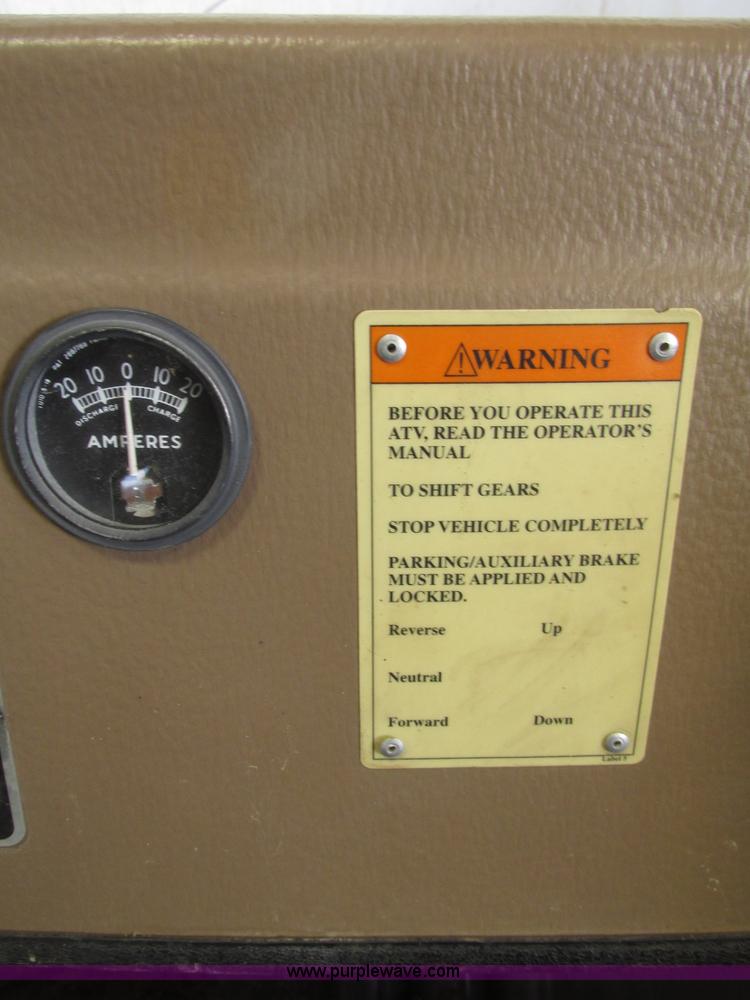 20 10 0 10 20
DISCHARGE CHARGE
AMPERES
WARNING
BEFORE YOU OPERATE THIS
ATV, READ THE OPERATOR'S
MANUAL
TO SHIFT GEARS
STOP VEHICLE COMPLETELY
PARKING/AUXILIARY BRAKE
MUST BE APPLIED AND
LOCKED.
Reverse Up
Neutral
Forward Down
Label 5
www.purplewave.com